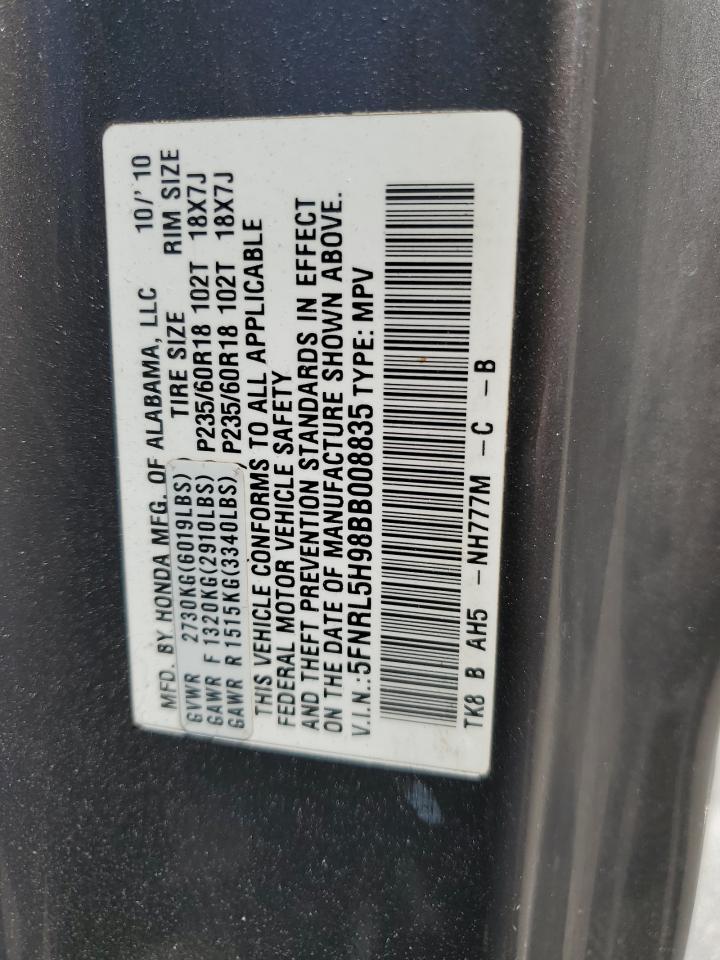 MFD. BY HONDA MFG. OF ALABAMA, LLC 10/'10
TIRE SIZE RIM SIZE
GVWR 2730KG(6019LBS)
GAWR F 1320KG(2910LBS) P235/60R18 102T 18X7J
GAWR R 1515KG(3340LBS) P235/60R18 102T 18X7J
THIS VEHICLE CONFORMS TO ALL APPLICABLE
FEDERAL MOTOR VEHICLE SAFETY
AND THEFT PREVENTION STANDARDS IN EFFECT
ON THE DATE OF MANUFACTURE SHOWN ABOVE.
V.I.N.:5FNRL5H98BB008835 TYPE: MPV
TK8 B AH5 -NH777M -C -B